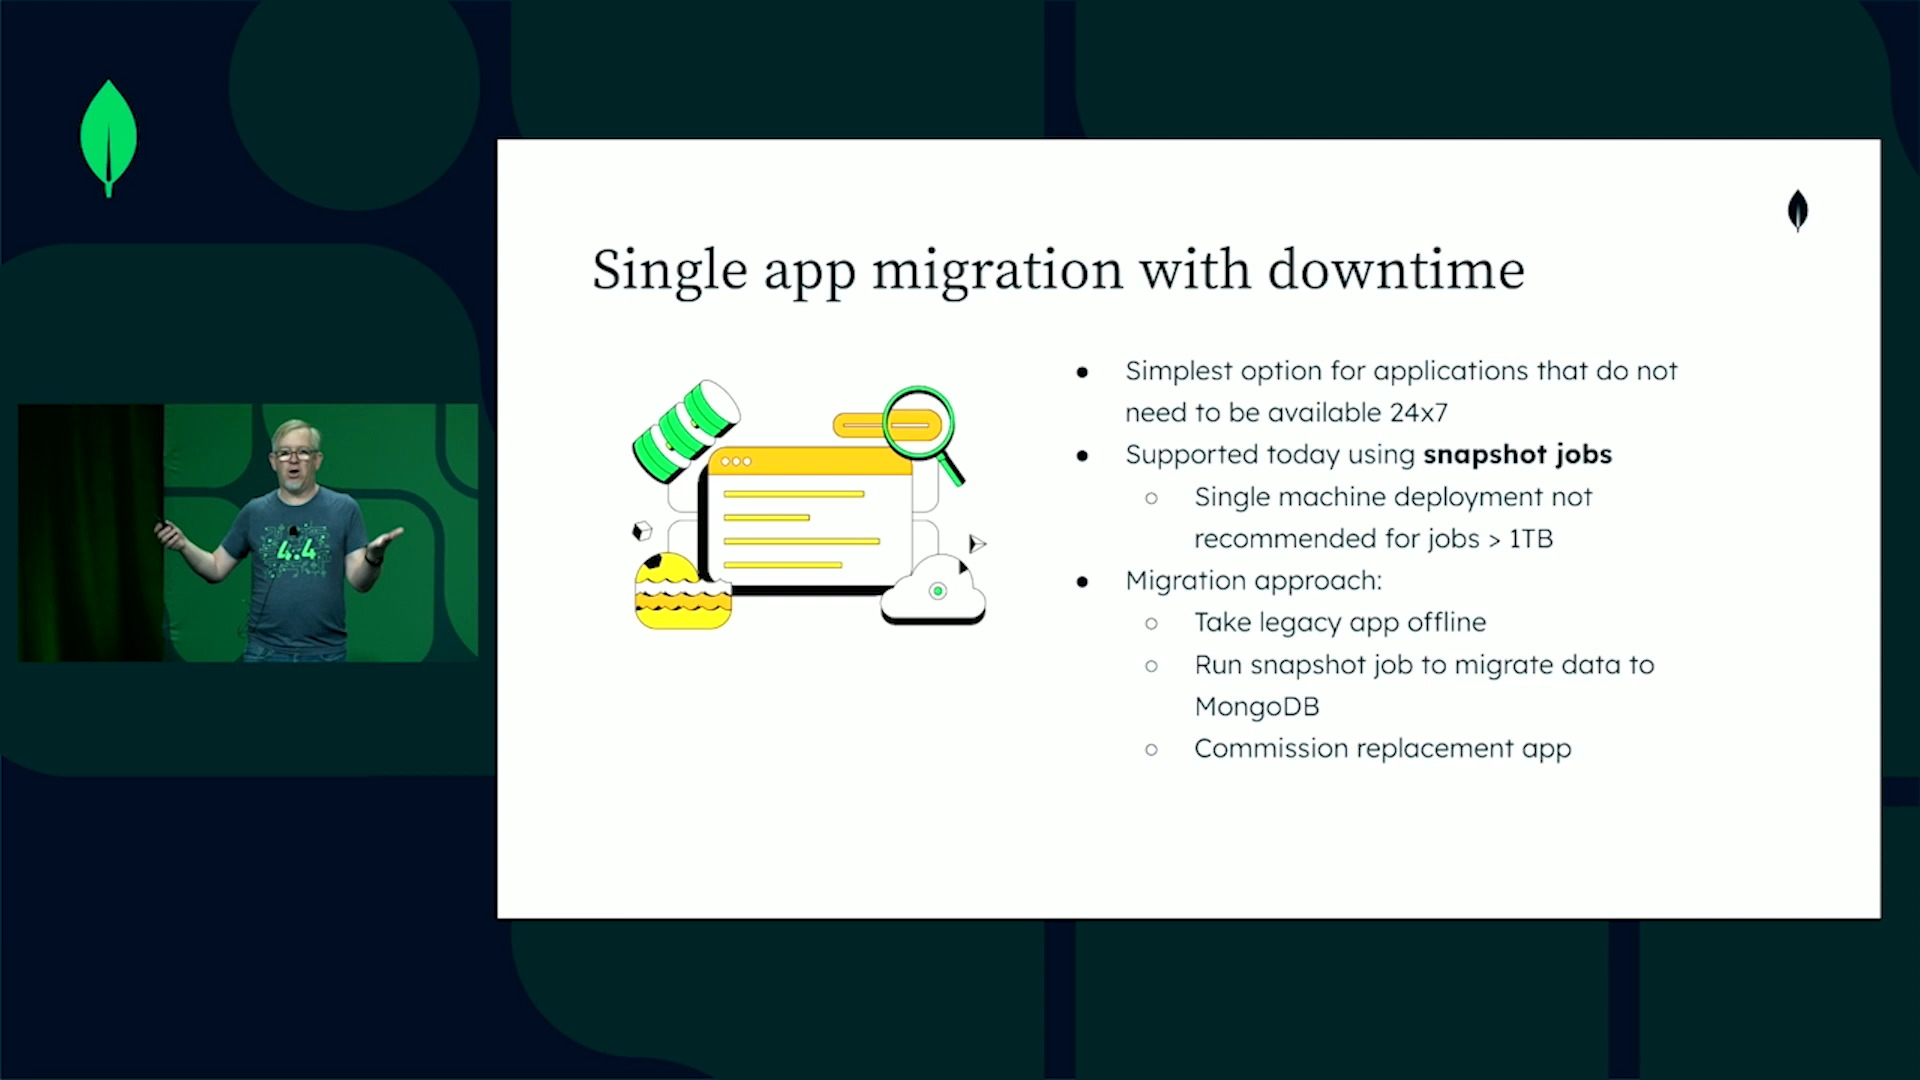 Single app migration with downtime
● Simplest option for applications that do not
need to be available 24x7
● Supported today using snapshot jobs
○ Single machine deployment not
recommended for jobs > 1TB
● Migration approach:
○ Take legacy app offline
○ Run snapshot job to migrate data to
MongoDB
○ Commission replacement app
4.4